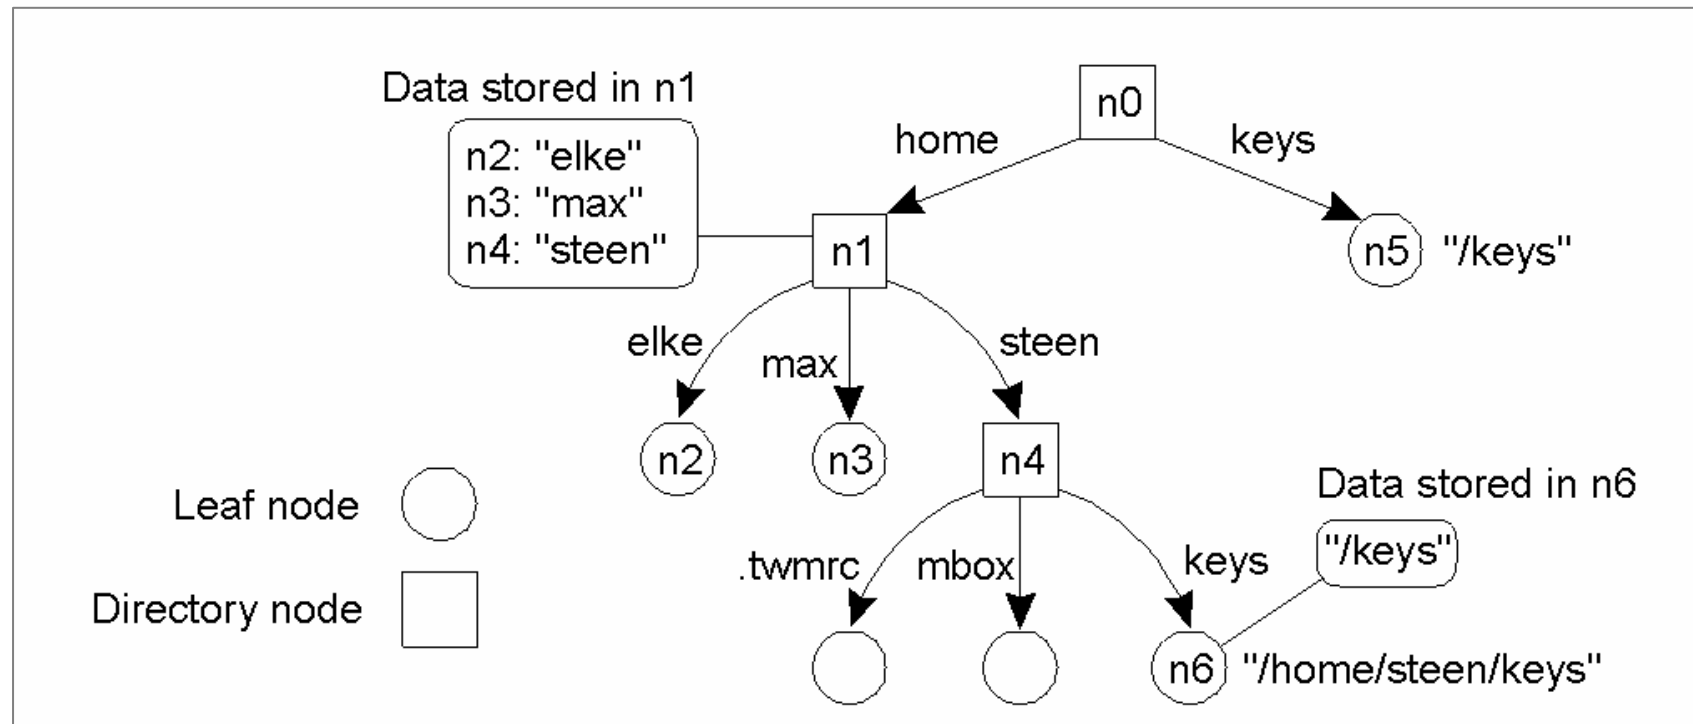 Data stored in n1
n0
home
keys
n2: "elke"
n3: "max"
n4: "steen"
n1
n5
"/keys"
elke
max
steen
n2
n3
n4
Data stored in n6
Leaf node
"/keys"
.twmrc
mbox
keys
Directory node
n6
"/home/steen/keys"